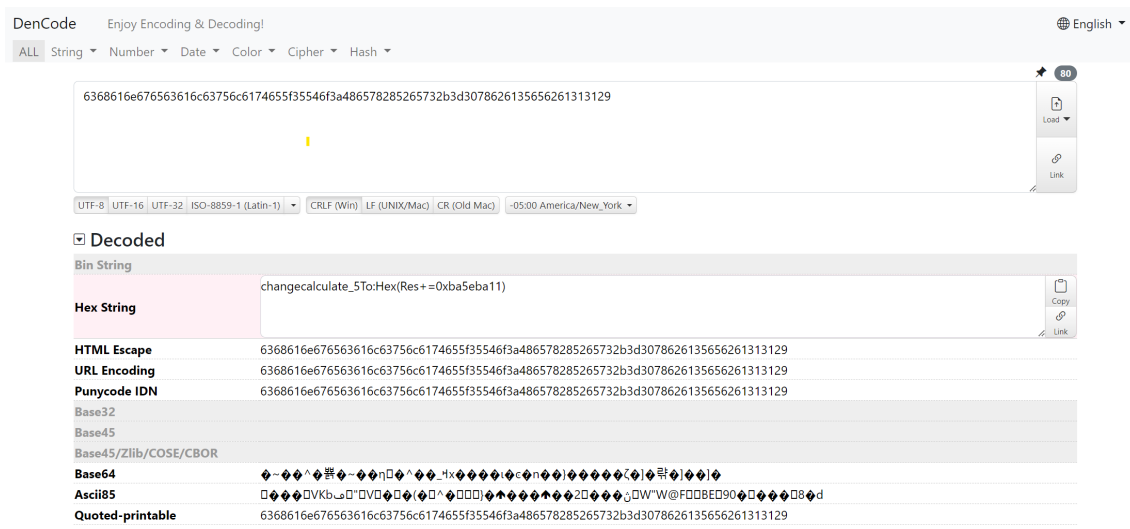 DenCode Enjoy Encoding & Decoding! English
ALL String Number Date Color Cipher Hash
80
6368616e676563616c63756c6174655f35546f3a486578285265732b3d3078626135656261313129
Load
Link
UTF-8 UTF-16 UTF-32 ISO-8859-1 (Latin-1) CRLF (Win) LF (UNIX/Mac) CR (Old Mac) -05:00 America/New_York
Decoded
Bin String
Hex String changecalculate_5To:Hex(Res+=0xba5eba11)
Copy
Link
HTML Escape 6368616e676563616c63756c6174655f35546f3a486578285265732b3d3078626135656261313129
URL Encoding 6368616e676563616c63756c6174655f35546f3a486578285265732b3d3078626135656261313129
Punycode IDN 6368616e676563616c63756c6174655f35546f3a486578285265732b3d3078626135656261313129
Base32
Base45
Base45/Zlib/COSE/CBOR
Base64
Ascii85
Quoted-printable 6368616e676563616c63756c6174655f35546f3a486578285265732b3d3078626135656261313129